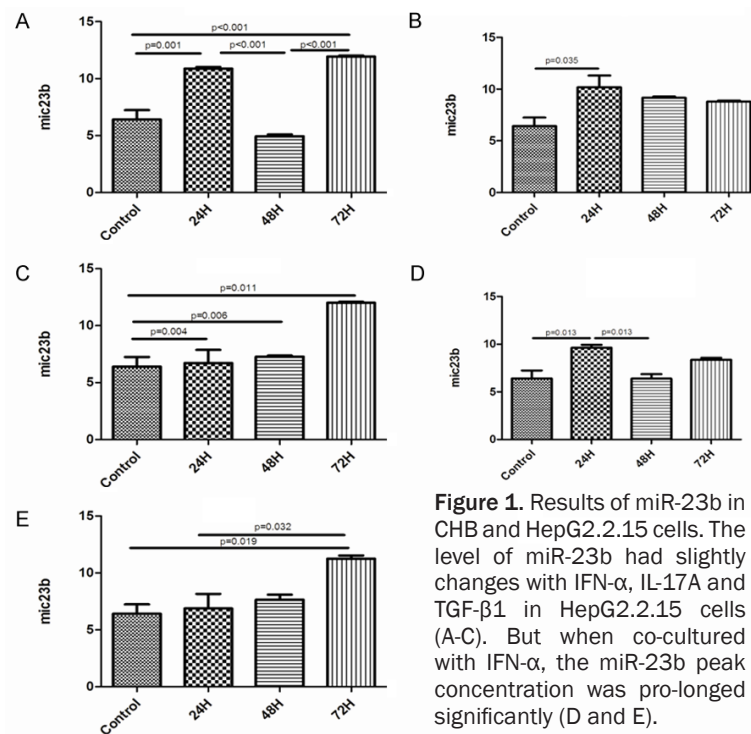 A
15
10
5
0
mic23b
p<0.001
p=0.001 p<0.001 p<0.001
Control 24H 48H 72H
B
15
10
5
0
mic23b
p=0.035
Control 24H 48H 72H
C
15
10
5
0
mic23b
p=0.011
p=0.006
p=0.004
Control 24H 48H 72H
D
15
10
5
0
mic23b
p=0.013 p=0.013
Control 24H 48H 72H
E
15
10
5
0
mic23b
p=0.032
p=0.019
Control 24H 48H 72H
Figure 1. Results of miR-23b in
CHB and HepG2.2.15 cells. The
level of miR-23b had slightly
changes with IFN-α, IL-17A and
TGF-β1 in HepG2.2.15 cells
(A-C). But when co-cultured
with IFN-α, the miR-23b peak
concentration was pro-longed
significantly (D and E).